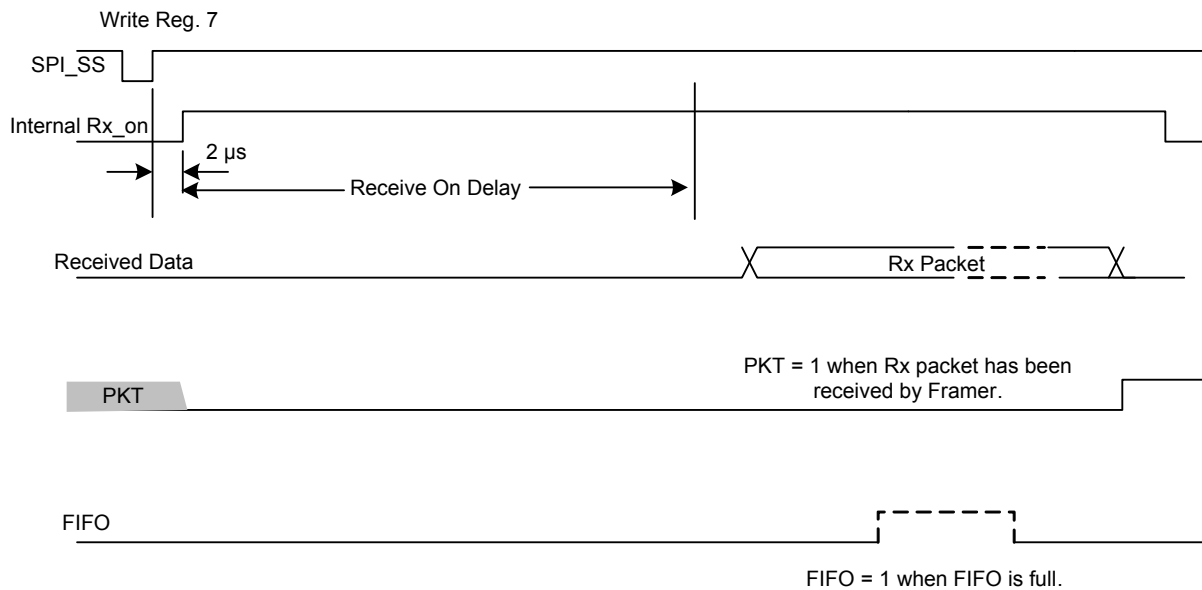 Write Reg. 7
SPI_SS
Internal Rx_on
2 µs
Receive On Delay
Received Data
Rx Packet
PKT = 1 when Rx packet has been
received by Framer.
PKT
FIFO
FIFO = 1 when FIFO is full.